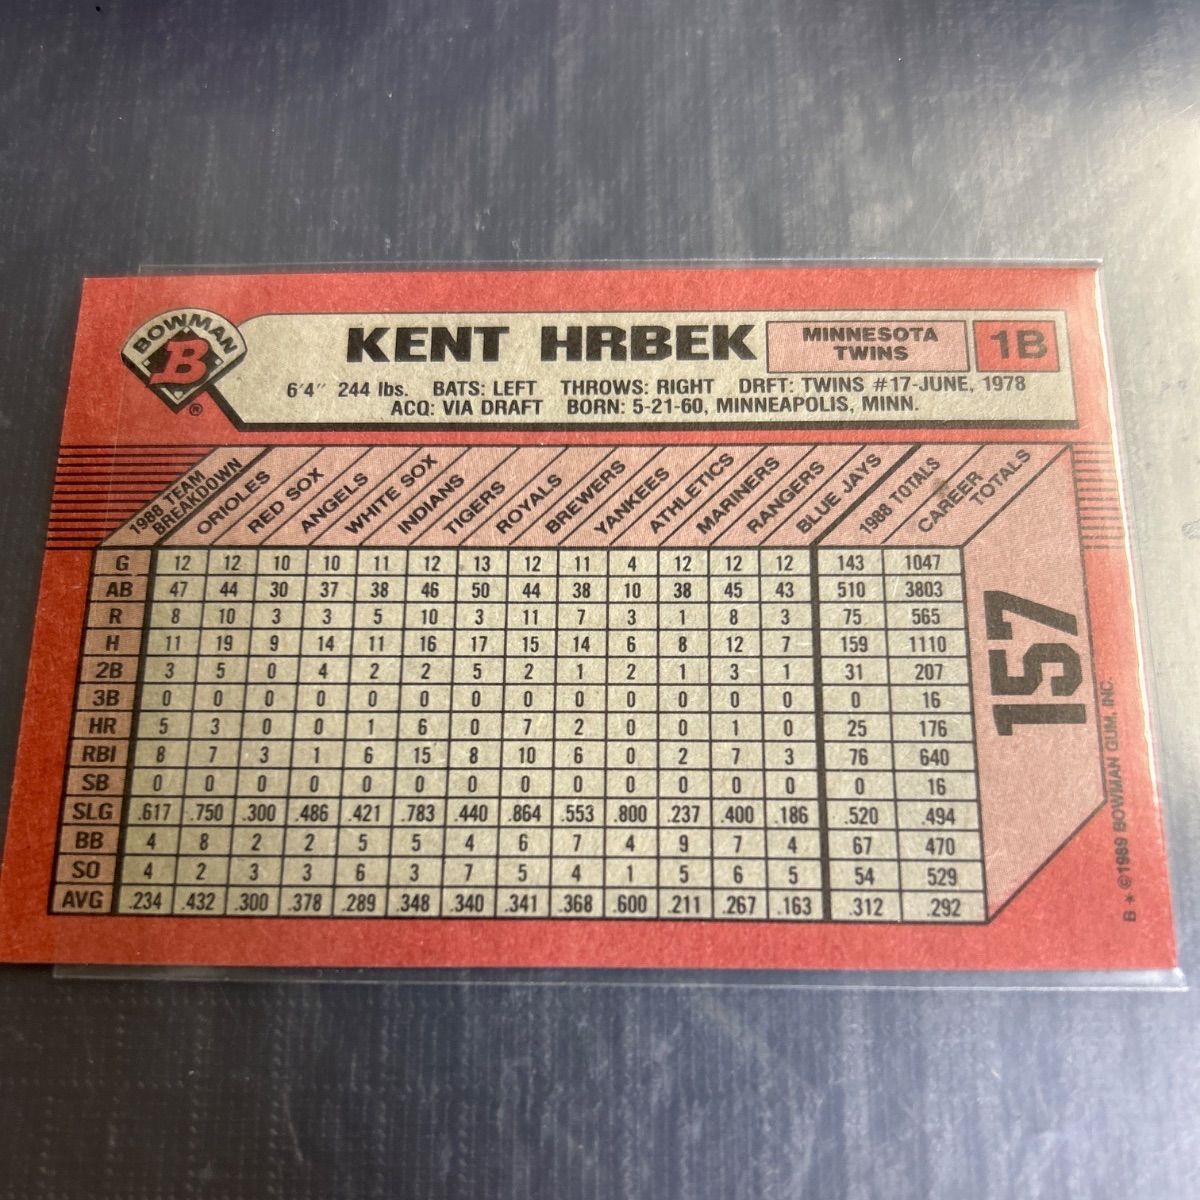 BOWMAN
B
®
KENT HRBEK
MINNESOTA
TWINS
1B
6'4" 244 lbs. BATS: LEFT THROWS: RIGHT DRFT: TWINS #17-JUNE, 1978
ACQ: VIA DRAFT BORN: 5-21-60, MINNEAPOLIS, MINN.
1988 TEAM BREAKDOWN ORIOLES RED SOX ANGELS WHITE SOX INDIANS TIGERS ROYALS BREWERS YANKEES ATHLETICS MARINERS RANGERS BLUE JAYS 1988 TOTALS CAREER TOTALS
G 12 12 10 10 11 12 13 12 11 4 12 12 12 143 1047
AB 47 44 30 37 38 46 50 44 38 10 38 45 43 510 3803
R 8 10 3 3 5 10 3 11 7 3 1 8 3 75 565
H 11 19 9 14 11 16 17 15 14 6 8 12 7 159 1110
2B 3 5 0 4 2 2 5 2 1 2 1 3 1 31 207
3B 0 0 0 0 0 0 0 0 0 0 0 0 0 0 16
HR 5 3 0 0 1 6 0 7 2 0 0 1 0 25 176
RBI 8 7 3 1 6 15 8 10 6 0 2 7 3 76 640
SB 0 0 0 0 0 0 0 0 0 0 0 0 0 0 16
SLG .617 .750 .300 .486 .421 .783 .440 .864 .553 .800 .237 .400 .186 .520 .494
BB 4 8 2 2 5 5 4 6 7 4 9 7 4 67 470
SO 4 2 3 3 6 3 7 5 4 1 5 6 5 54 529
AVG .234 .432 .300 .378 .289 .348 .340 .341 .368 .600 .211 .267 .163 .312 .292
157
B * ©1989 BOWMAN GUM, INC.